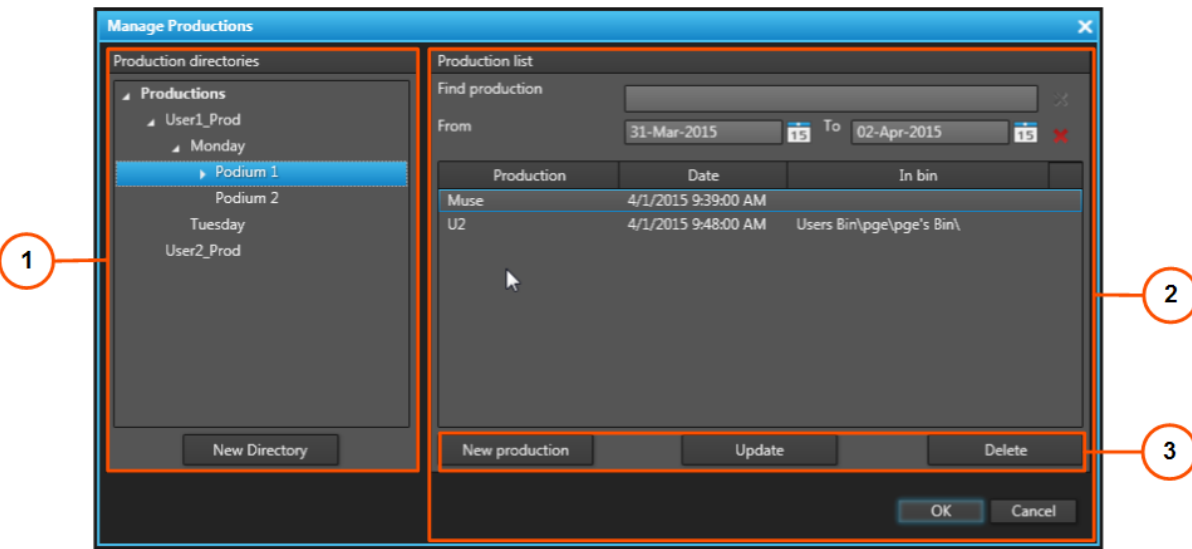 Manage Productions
Production directories
Productions
User1_Prod
Monday
Podium 1
Podium 2
Tuesday
User2_Prod
New Directory
1
Production list
Find production
From 31-Mar-2015 15 To 02-Apr-2015 15
Production Date In bin
Muse 4/1/2015 9:39:00 AM
U2 4/1/2015 9:48:00 AM Users Bin\pge\pge's Bin\
2
New production Update Delete
3
OK Cancel